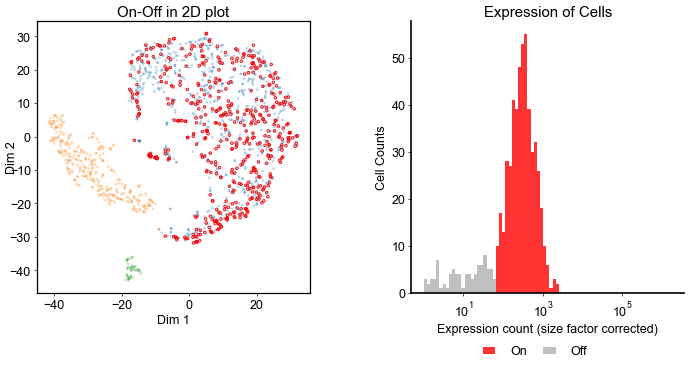 On-Off in 2D plot
30
20
10
0
−10
−20
−30
−40
Dim 2
−40
−20
0
20
Dim 1
Expression of Cells
50
40
30
20
10
0
Cell Counts
10^1
10^3
10^5
Expression count (size factor corrected)
On
Off